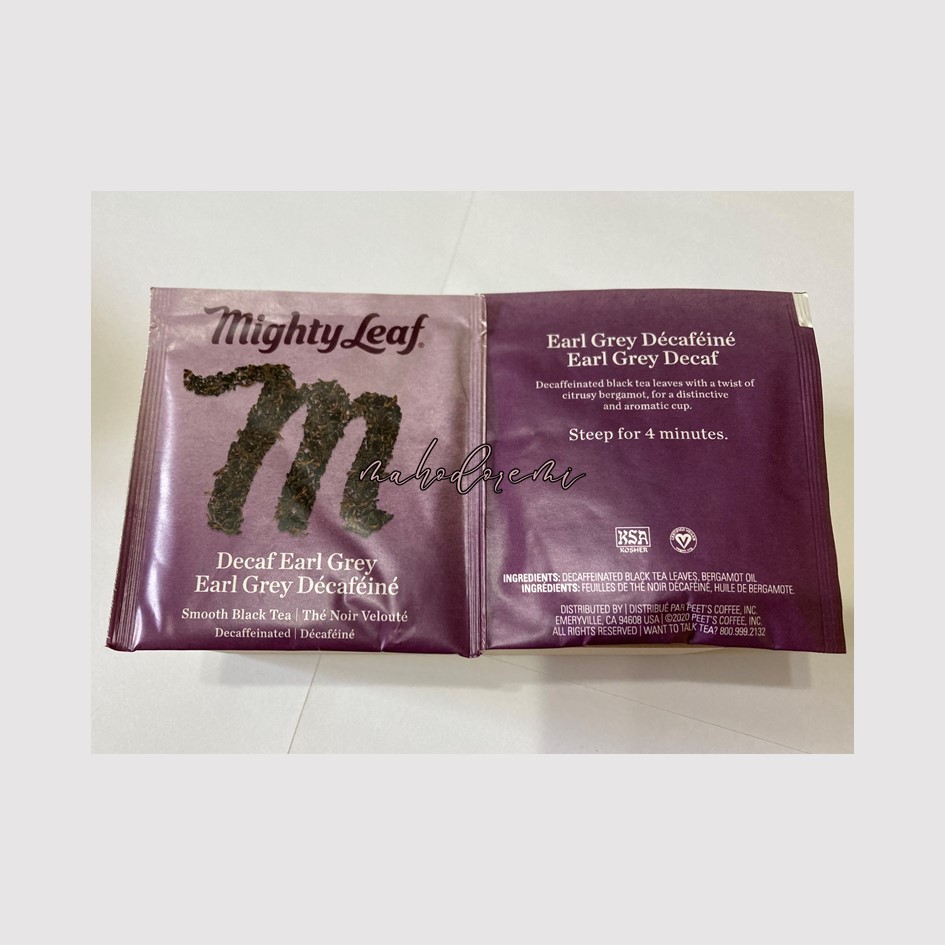 Mighty Leaf®
Decaf Earl Grey
Earl Grey Décaféiné
Smooth Black Tea | Thé Noir Velouté
Decaffeinated | Décaféiné
mahodoremi
Earl Grey Décaféiné
Earl Grey Decaf
Decaffeinated black tea leaves with a twist of
citrusy bergamot, for a distinctive
and aromatic cup.
Steep for 4 minutes.
KSA
KOSHER
INGREDIENTS: DECAFFEINATED BLACK TEA LEAVES, BERGAMOT OIL
INGRÉDIENTS: FEUILLES DE THÉ NOIR DÉCAFÉINÉ, HUILE DE BERGAMOTE.
DISTRIBUTED BY | DISTRIBUÉ PAR PEET'S COFFEE, INC.
EMERYVILLE, CA 94608 USA | ©2020 PEET'S COFFEE, INC.
ALL RIGHTS RESERVED | WANT TO TALK TEA? 800.999.2132